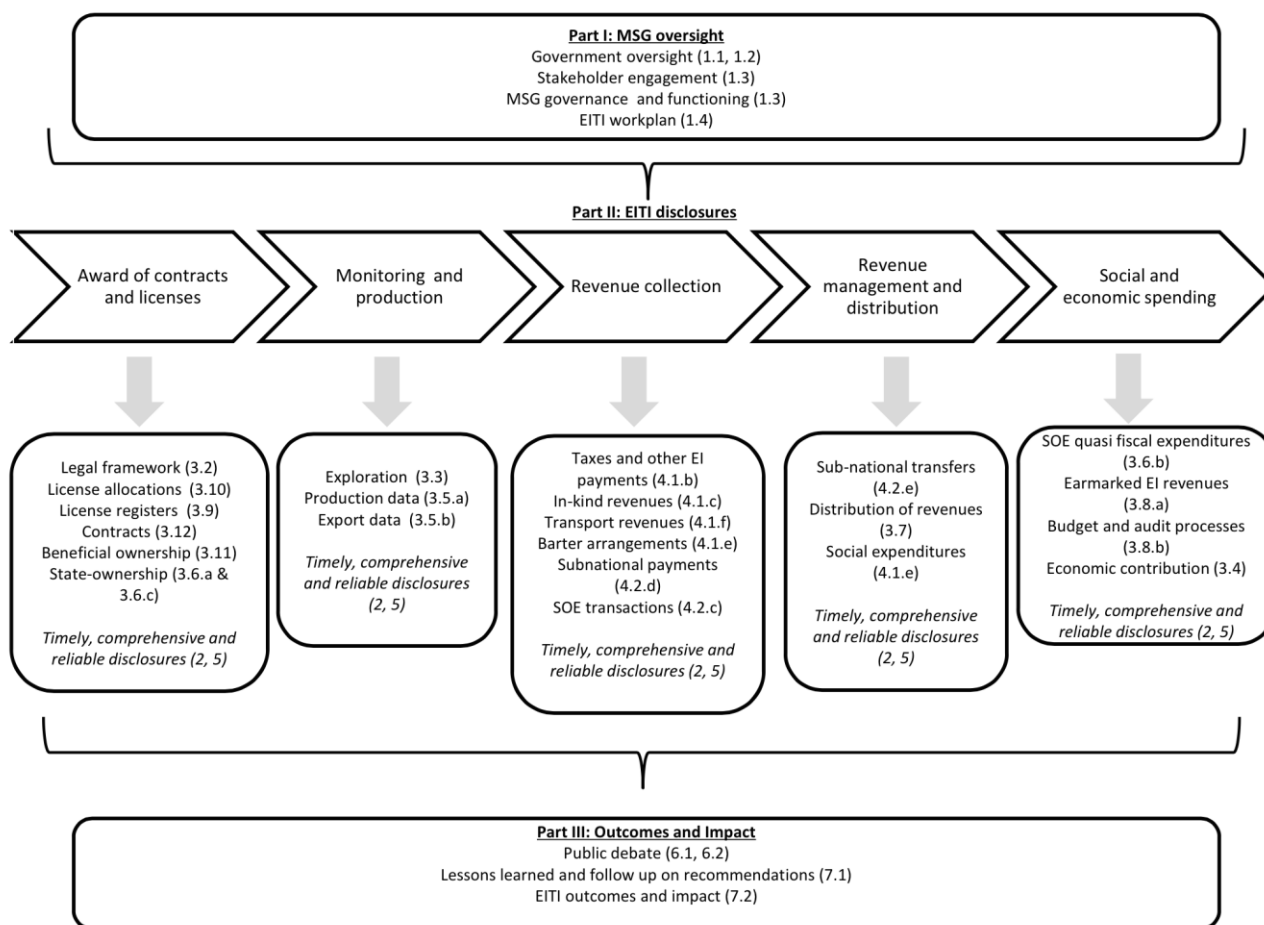 Part I: MSG oversight
Government oversight (1.1, 1.2)
Stakeholder engagement (1.3)
MSG governance and functioning (1.3)
EITI workplan (1.4)
Part II: EITI disclosures
Award of contracts
and licenses
Monitoring and
production
Revenue collection
Revenue
management and
distribution
Social and
economic spending
Legal framework (3.2)
License allocations (3.10)
License registers (3.9)
Contracts (3.12)
Beneficial ownership (3.11)
State-ownership (3.6.a &
3.6.c)
Timely, comprehensive and
reliable disclosures (2, 5)
Exploration (3.3)
Production data (3.5.a)
Export data (3.5.b)
Timely, comprehensive
and reliable disclosures
(2, 5)
Taxes and other EI
payments (4.1.b)
In-kind revenues (4.1.c)
Transport revenues (4.1.f)
Barter arrangements (4.1.e)
Subnational payments
(4.2.d)
SOE transactions (4.2.c)
Timely, comprehensive and
reliable disclosures (2, 5)
Sub-national transfers
(4.2.e)
Distribution of revenues
(3.7)
Social expenditures
(4.1.e)
Timely, comprehensive
and reliable disclosures
(2, 5)
SOE quasi fiscal expenditures
(3.6.b)
Earmarked EI revenues
(3.8.a)
Budget and audit processes
(3.8.b)
Economic contribution (3.4)
Timely, comprehensive and
reliable disclosures (2, 5)
Part III: Outcomes and Impact
Public debate (6.1, 6.2)
Lessons learned and follow up on recommendations (7.1)
EITI outcomes and impact (7.2)